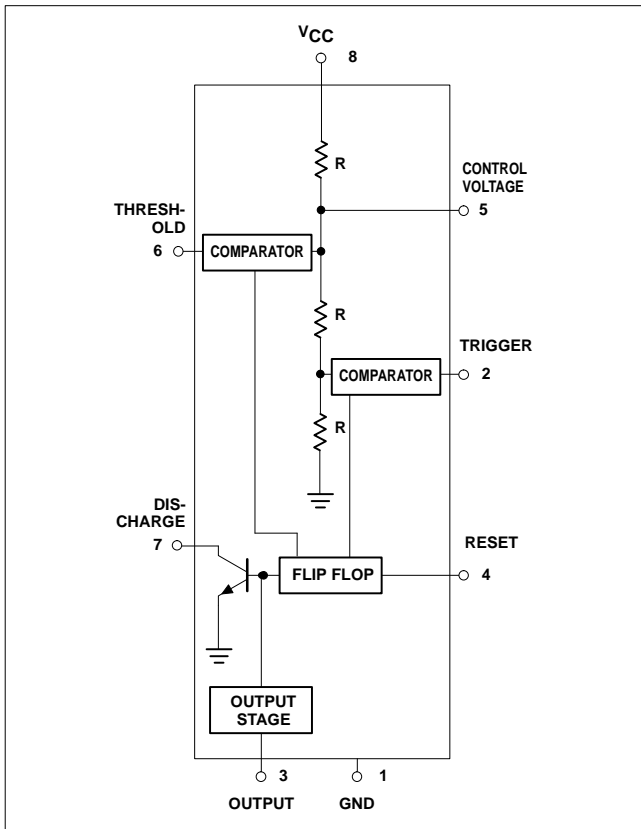 VCC
8
R
CONTROL
VOLTAGE
5
THRESH-
OLD
6
COMPARATOR
R
TRIGGER
COMPARATOR
2
R
DIS-
CHARGE
7
RESET
FLIP FLOP
4
OUTPUT
STAGE
3
1
OUTPUT
GND